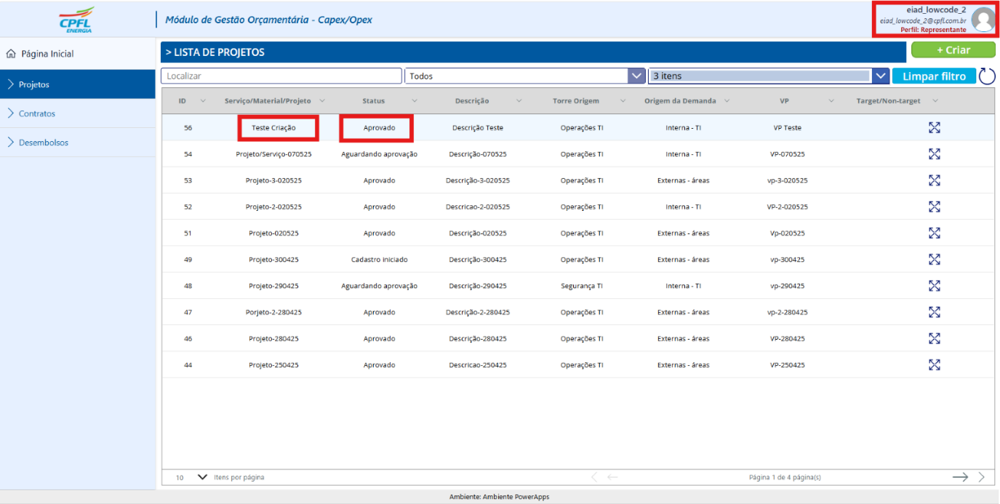 CPFL
ENERGIA
Módulo de Gestão Orçamentária - Capex/Opex
eiad_lowcode_2
eiad_lowcode_2@cpfl.com.br
Perfil: Representante
Página Inicial
Projetos
Contratos
Desembolsos
> LISTA DE PROJETOS
+ Criar
Localizar Todos 3 itens Limpar filtro
ID Serviço/Material/Projeto Status Descrição Torre Origem Origem da Demanda VP Target/Non-target
56 Teste Criação Aprovado Descrição Teste Operações TI Interna - TI VP Teste
54 Projeto/Serviço-070525 Aguardando aprovação Descrição-070525 Operações TI Interna - TI VP-070525
53 Projeto-3-020525 Aprovado Descrição-3-020525 Operações TI Externas - áreas vp-3-020525
52 Projeto-2-020525 Aprovado Descricao-2-020525 Operações TI Interna - TI VP-2-020525
51 Projeto-020525 Aprovado Descrição-020525 Operações TI Externas - áreas Vp-020525
49 Projeto-300425 Cadastro iniciado Descrição-300425 Operações TI Externas - áreas vp-300425
48 Projeto-290425 Aguardando aprovação Descrição-290425 Segurança TI Interna - TI vp-290425
47 Porjeto-2-280425 Aprovado Descrição-2-280425 Operações TI Externas - áreas vp-2-280425
46 Projeto-280425 Aprovado Descrição-280425 Operações TI Externas - áreas VP-280425
44 Projeto-250425 Aprovado Descricao-250425 Operações TI Externas - áreas VP-250425
10 Itens por página Página 1 de 4 página(s)
Ambiente: Ambiente PowerApps